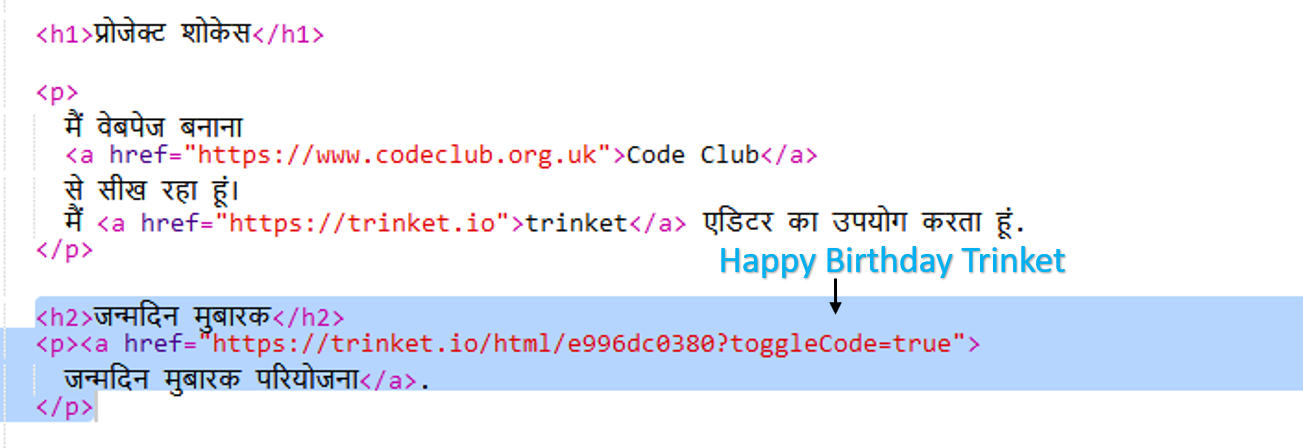 <h1>प्रोजेक्ट शोकेस</h1>
<p>
मैं वेबपेज बनाना
<a href="https://www.codeclub.org.uk">Code Club</a>
से सीख रहा हूं।
मैं <a href="https://trinket.io">trinket</a> एडिटर का उपयोग करता हूं.
</p>
Happy Birthday Trinket
<h2>जन्मदिन मुबारक</h2>
<p><a href="https://trinket.io/html/e996dc0380?toggleCode=true">
जन्मदिन मुबारक परियोजना</a>.
</p>